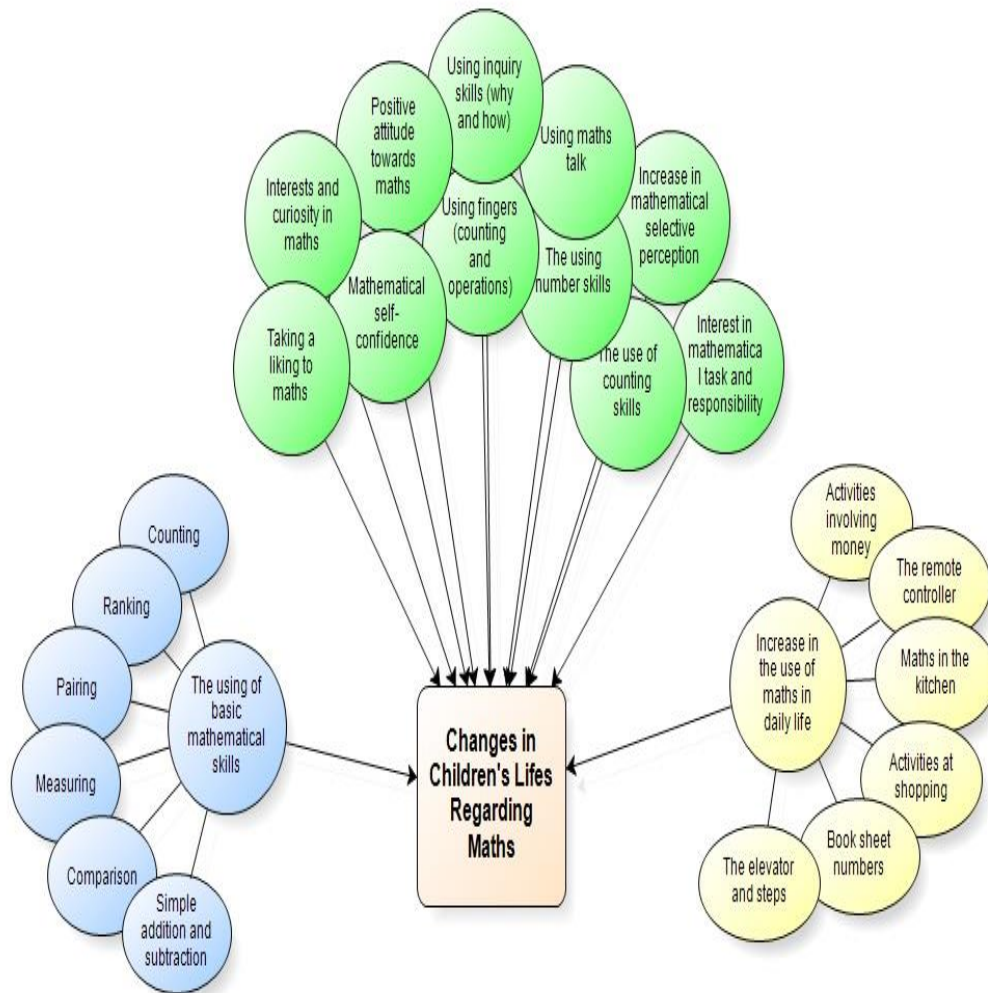 Using inquiry
skills (why
and how)
Positive
attitude
towards
maths
Using maths
talk
Interests and
curiosity in
maths
Increase in
mathematical
selective
perception
Using fingers
(counting
and
operations)
The using
number skills
Mathematical
self-
confidence
Taking a
liking to
maths
The use of
counting
skills
Interest in
mathematica
l task and
responsibility
Counting
Ranking
Pairing
Measuring
Comparison
Simple
addition and
subtraction
The using of
basic
mathematical
skills
Changes in
Children's Lifes
Regarding
Maths
Increase in
the use of
maths in
daily life
Activities
involving
money
The remote
controller
Maths in the
kitchen
Activities at
shopping
Book sheet
numbers
The elevator
and steps